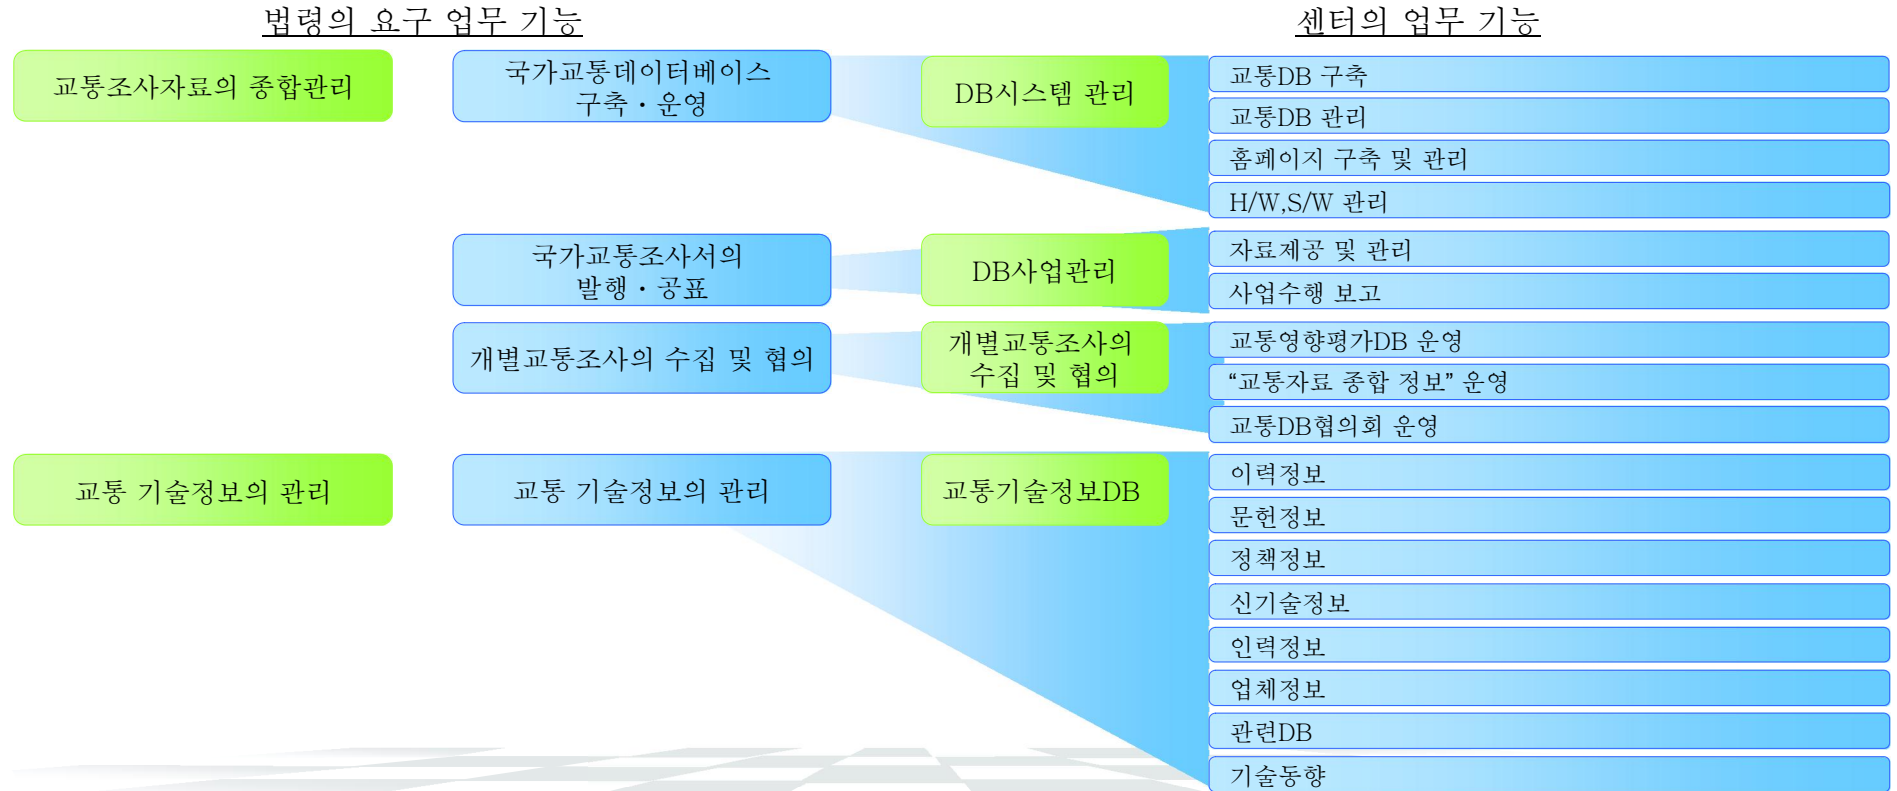 법령의 요구 업무 기능
센터의 업무 기능
교통조사자료의 종합관리
국가교통데이터베이스
구축・운영
DB시스템 관리
교통DB 구축
교통DB 관리
홈페이지 구축 및 관리
H/W,S/W 관리
국가교통조사서의
발행・공표
DB사업관리
자료제공 및 관리
사업수행 보고
개별교통조사의 수집 및 협의
개별교통조사의
수집 및 협의
교통영향평가DB 운영
“교통자료 종합 정보” 운영
교통DB협의회 운영
교통 기술정보의 관리
교통 기술정보의 관리
교통기술정보DB
이력정보
문헌정보
정책정보
신기술정보
인력정보
업체정보
관련DB
기술동향